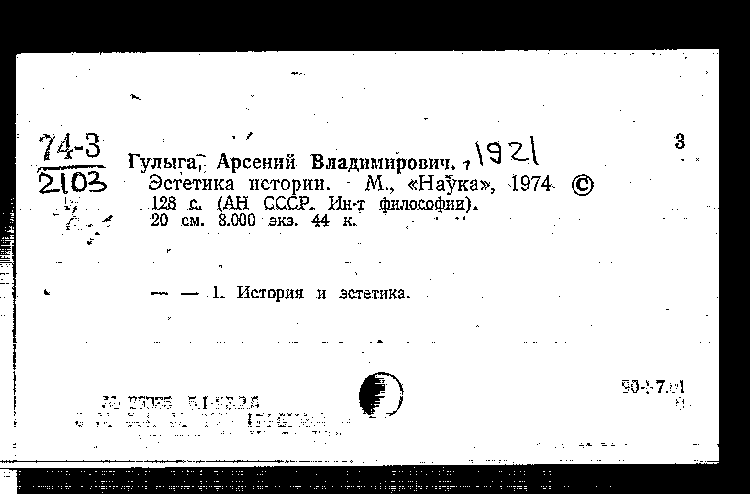 74-3
2103
3
Гулыга, Арсений Владимирович, 1921
Эстетика истории. М., «Наука», 1974 ©
128 с. (АН СССР. Ин-т философии).
20 см. 8.000 экз. 44 к.
— — 1. История и эстетика.